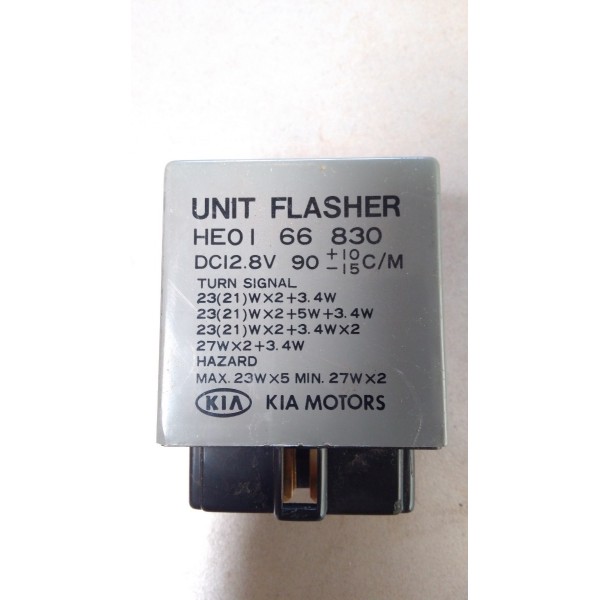 UNIT FLASHER
HE01 66 830
DC12.8V 90 +10 -15 C/M
TURN SIGNAL
23(21)W×2+3.4W
23(21)W×2+5W+3.4W
23(21)W×2+3.4W×2
27W×2+3.4W
HAZARD
MAX. 23W×5 MIN. 27W×2
KIA KIA MOTORS